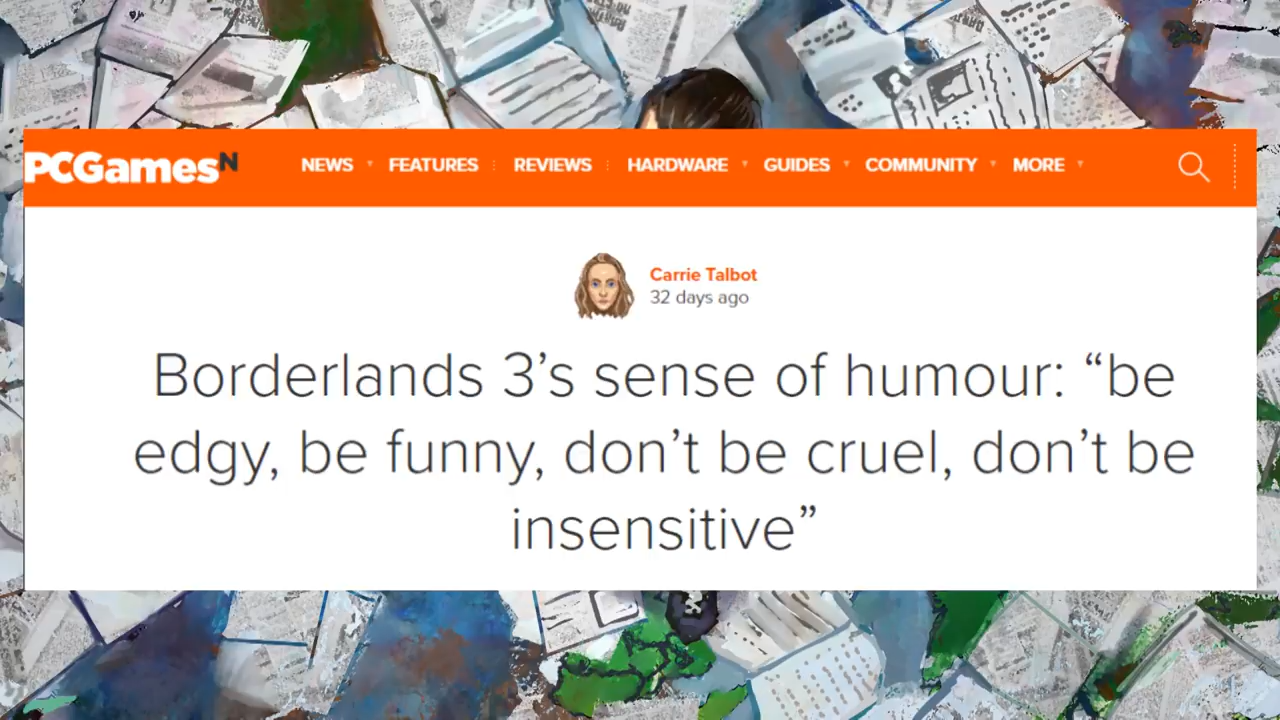 PCGamesN
NEWS FEATURES REVIEWS HARDWARE GUIDES COMMUNITY MORE
Carrie Talbot
32 days ago
Borderlands 3’s sense of humour: “be
edgy, be funny, don’t be cruel, don’t be
insensitive”